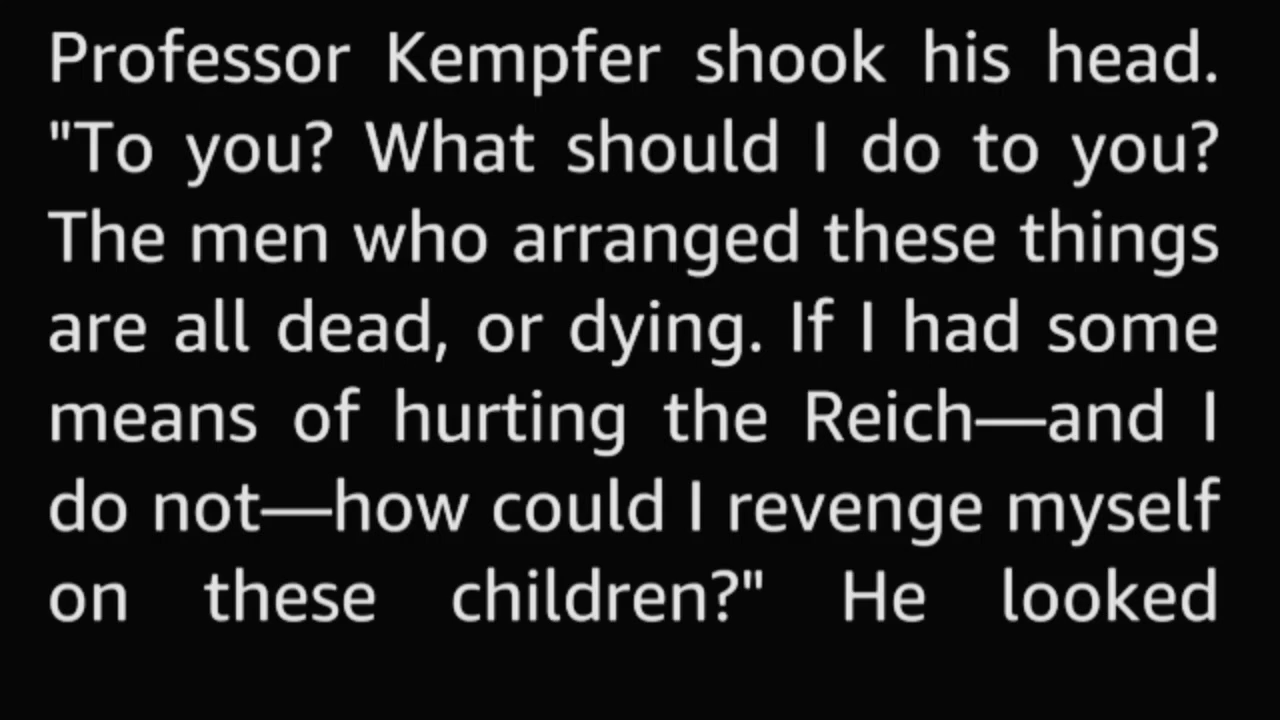 Professor Kempfer shook his head.
"To you? What should I do to you?
The men who arranged these things
are all dead, or dying. If I had some
means of hurting the Reich—and I
do not—how could I revenge myself
on these children?" He looked